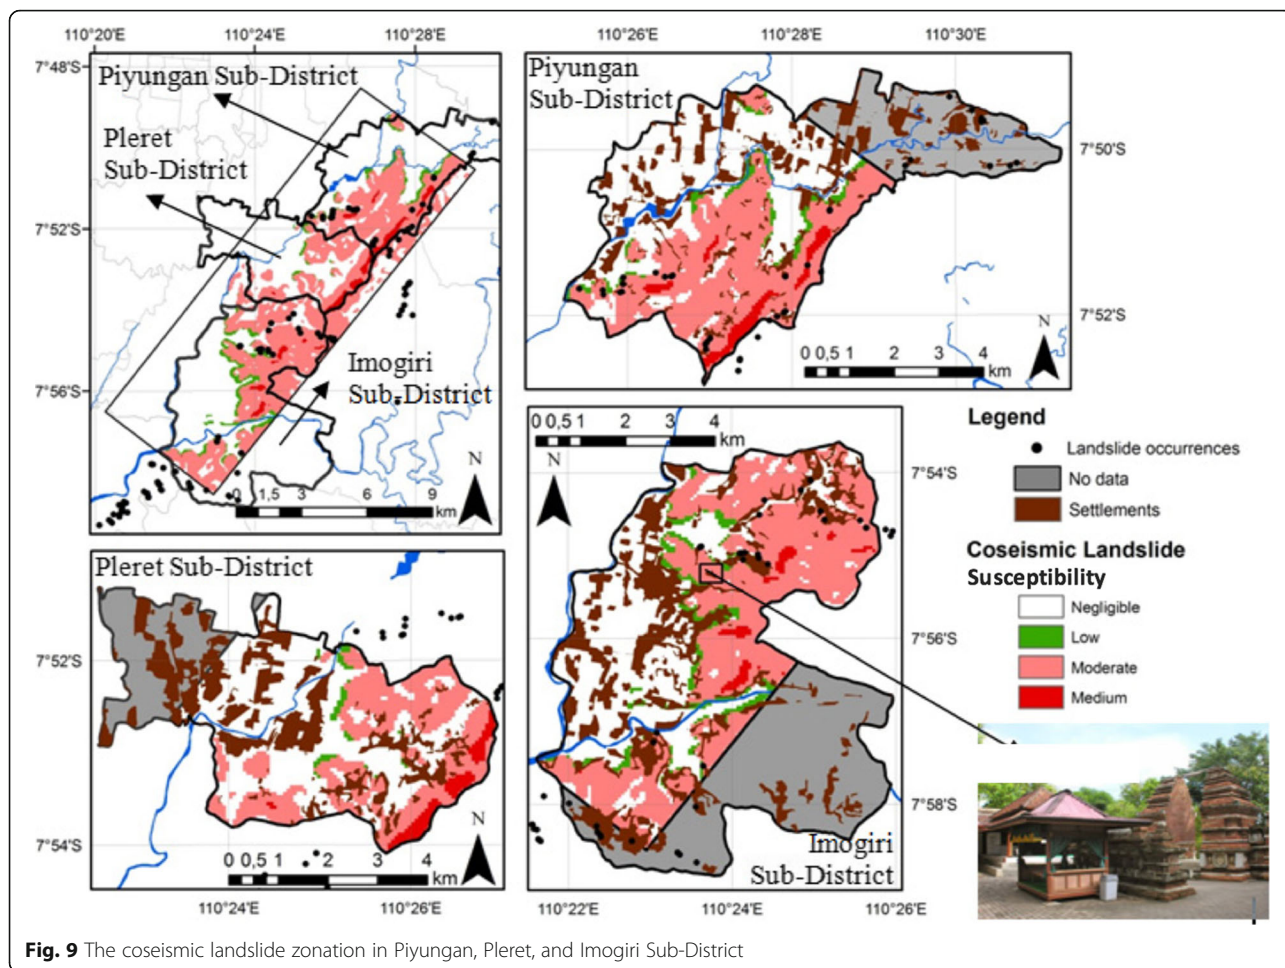 110°20'E 110°24'E 110°28'E
7°48'S
7°52'S
7°56'S
Piyungan Sub-District
Pleret
Sub-District
Imogiri
Sub-District
N
0 1,5 3 6 9
km
110°26'E 110°28'E 110°30'E
Piyungan
Sub-District
7°50'S
7°52'S
N
0 0,5 1 2 3 4
km
Pleret Sub-District
7°52'S
7°54'S
N
0 0,5 1 2 3 4
km
110°24'E 110°26'E
0 0,5 1 2 3 4
km
N
7°54'S
7°56'S
7°58'S
Imogiri
Sub-District
110°22'E 110°24'E 110°26'E
Legend
Landslide occurrences
No data
Settlements
Coseismic Landslide
Susceptibility
Negligible
Low
Moderate
Medium
Fig. 9 The coseismic landslide zonation in Piyungan, Pleret, and Imogiri Sub-District